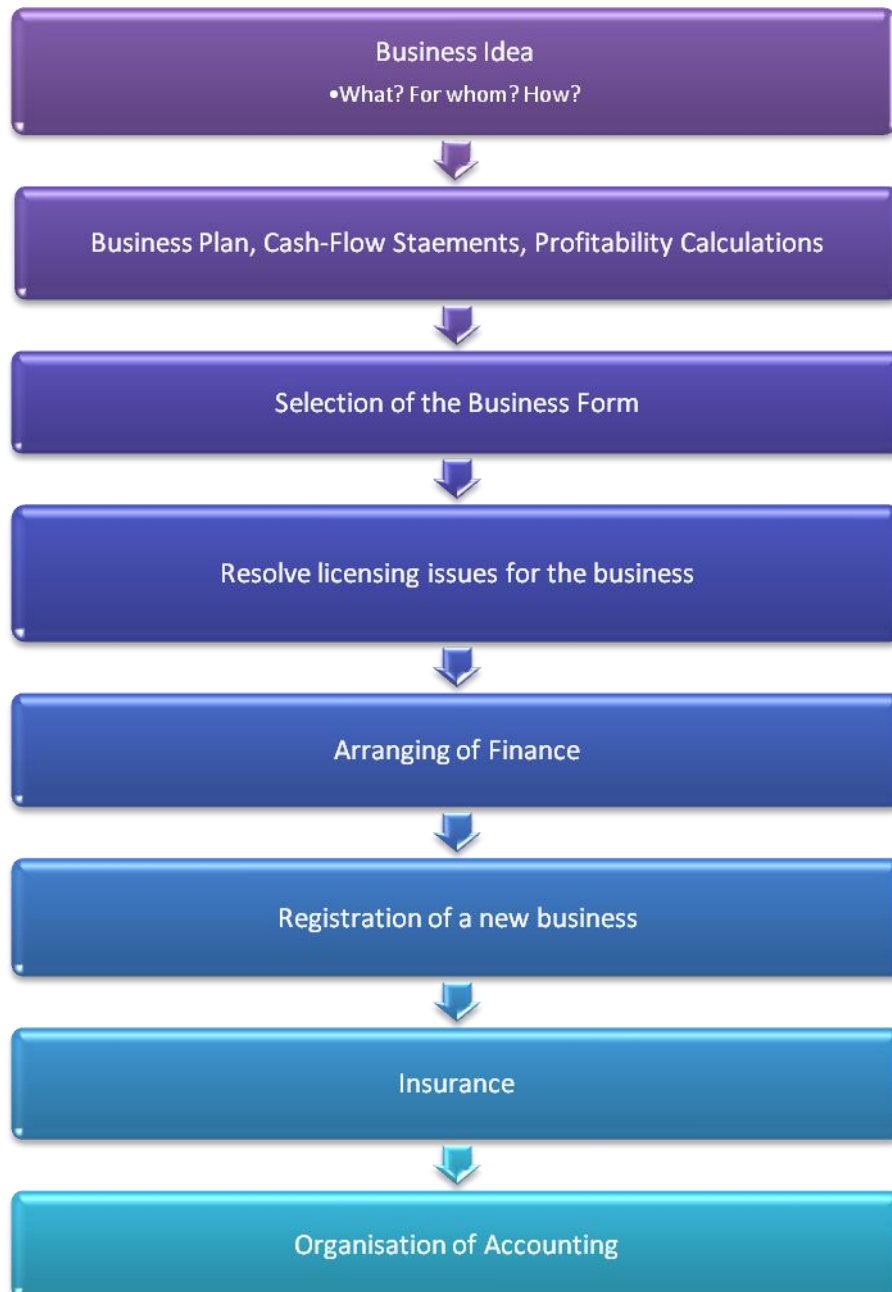 Business Idea
•What? For whom? How?
Business Plan, Cash-Flow Staements, Profitability Calculations
Selection of the Business Form
Resolve licensing issues for the business
Arranging of Finance
Registration of a new business
Insurance
Organisation of Accounting